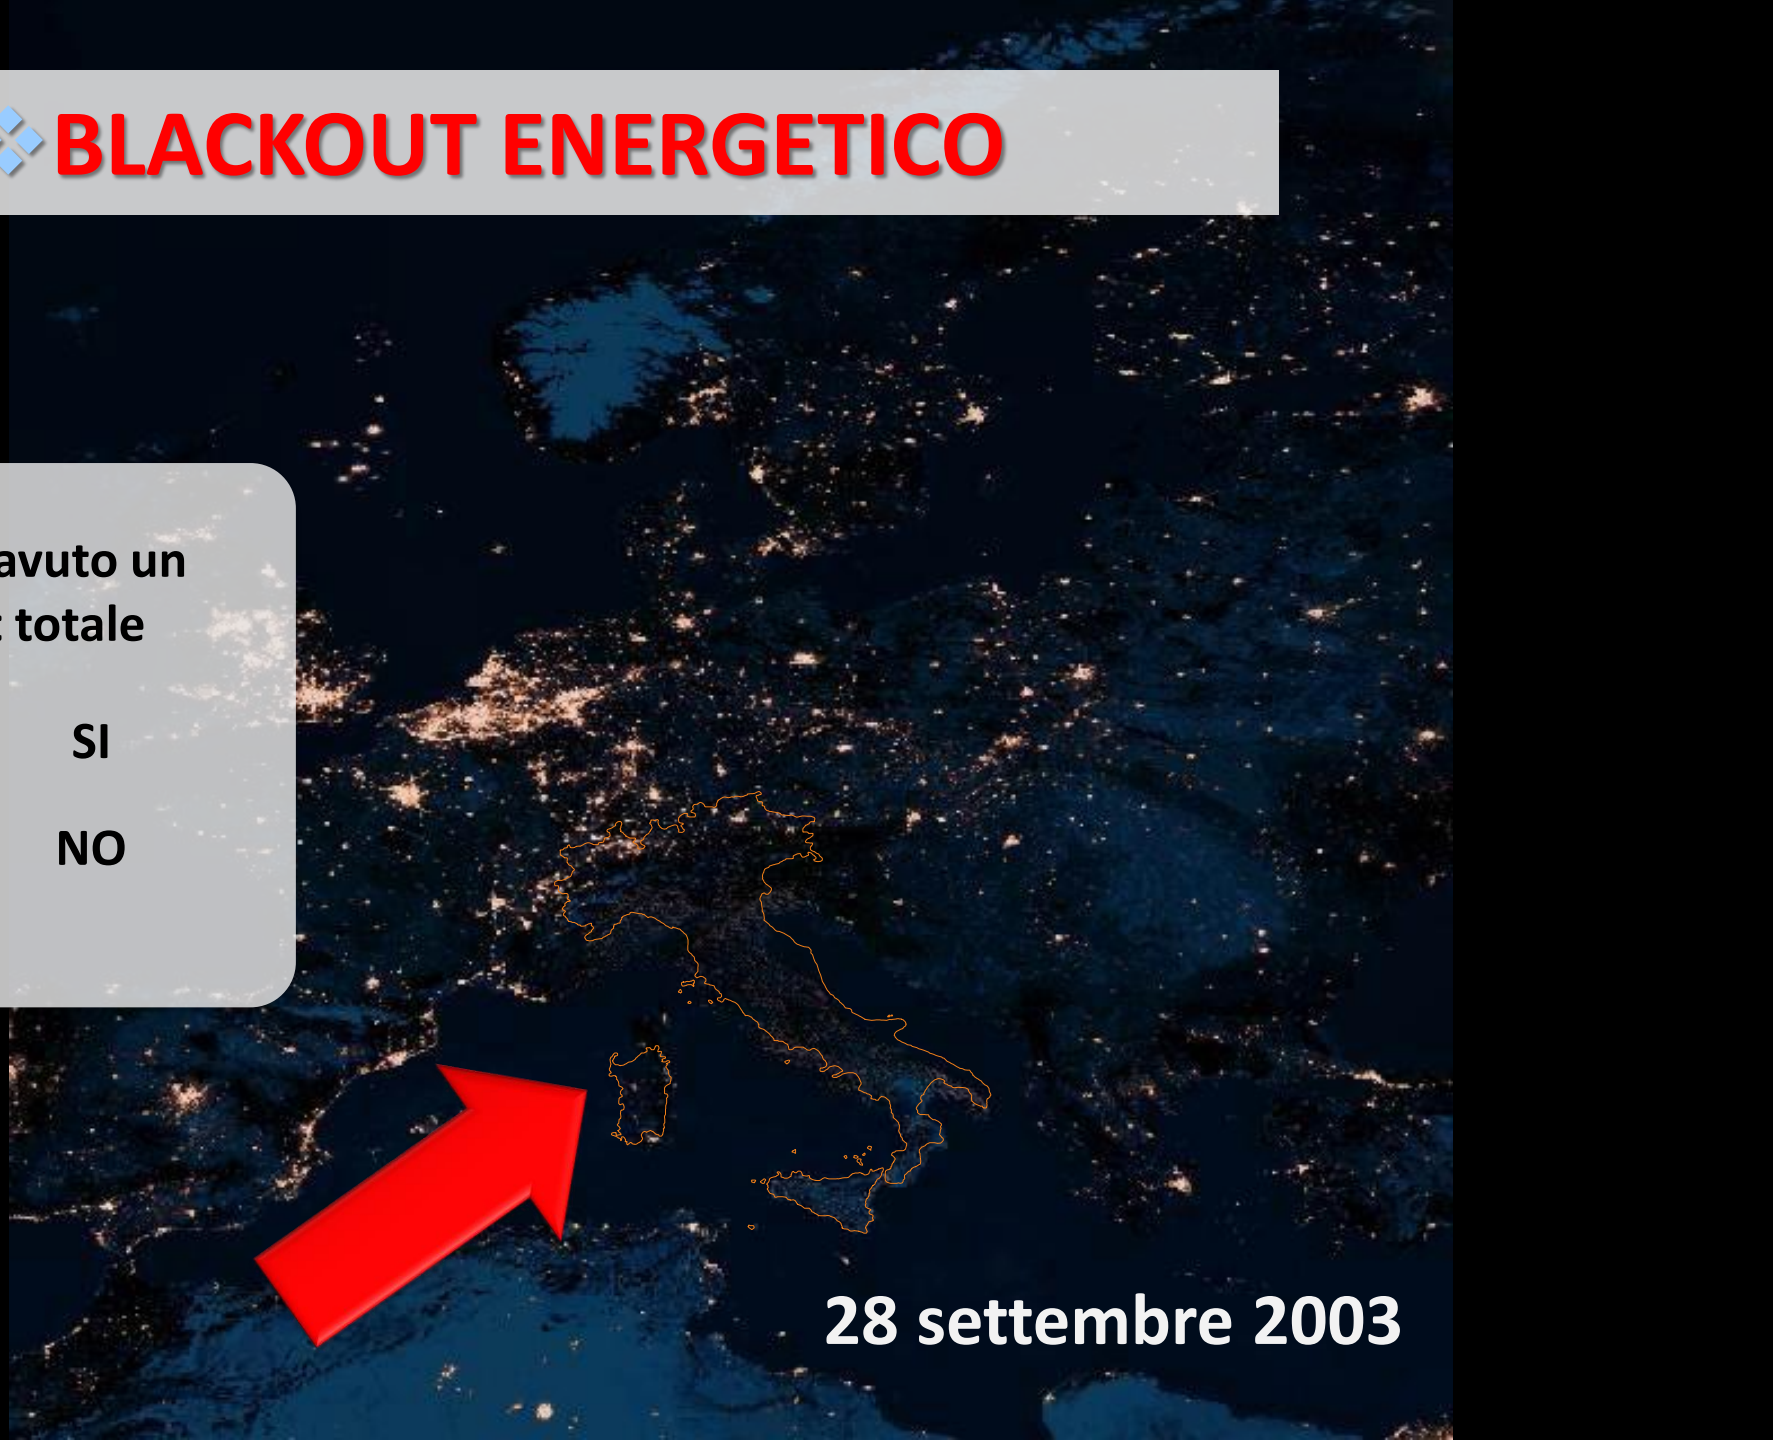 BLACKOUT ENERGETICO
avuto un
totale
SI
NO
28 settembre 2003